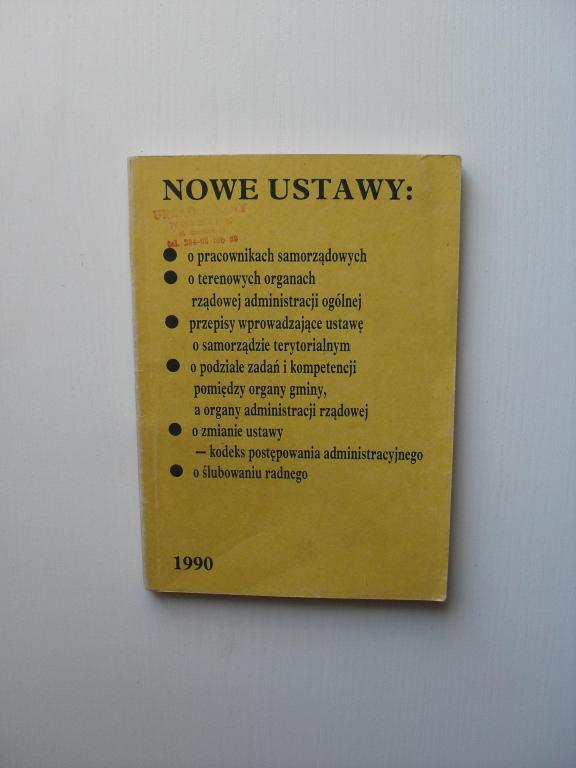 NOWE USTAWY:
● o pracownikach samorządowych
● o terenowych organach
rządowej administracji ogólnej
● przepisy wprowadzające ustawę
o samorządzie terytorialnym
● o podziale zadań i kompetencji
pomiędzy organy gminy,
a organy administracji rządowej
● o zmianie ustawy
— kodeks postępowania administracyjnego
● o ślubowaniu radnego
1990